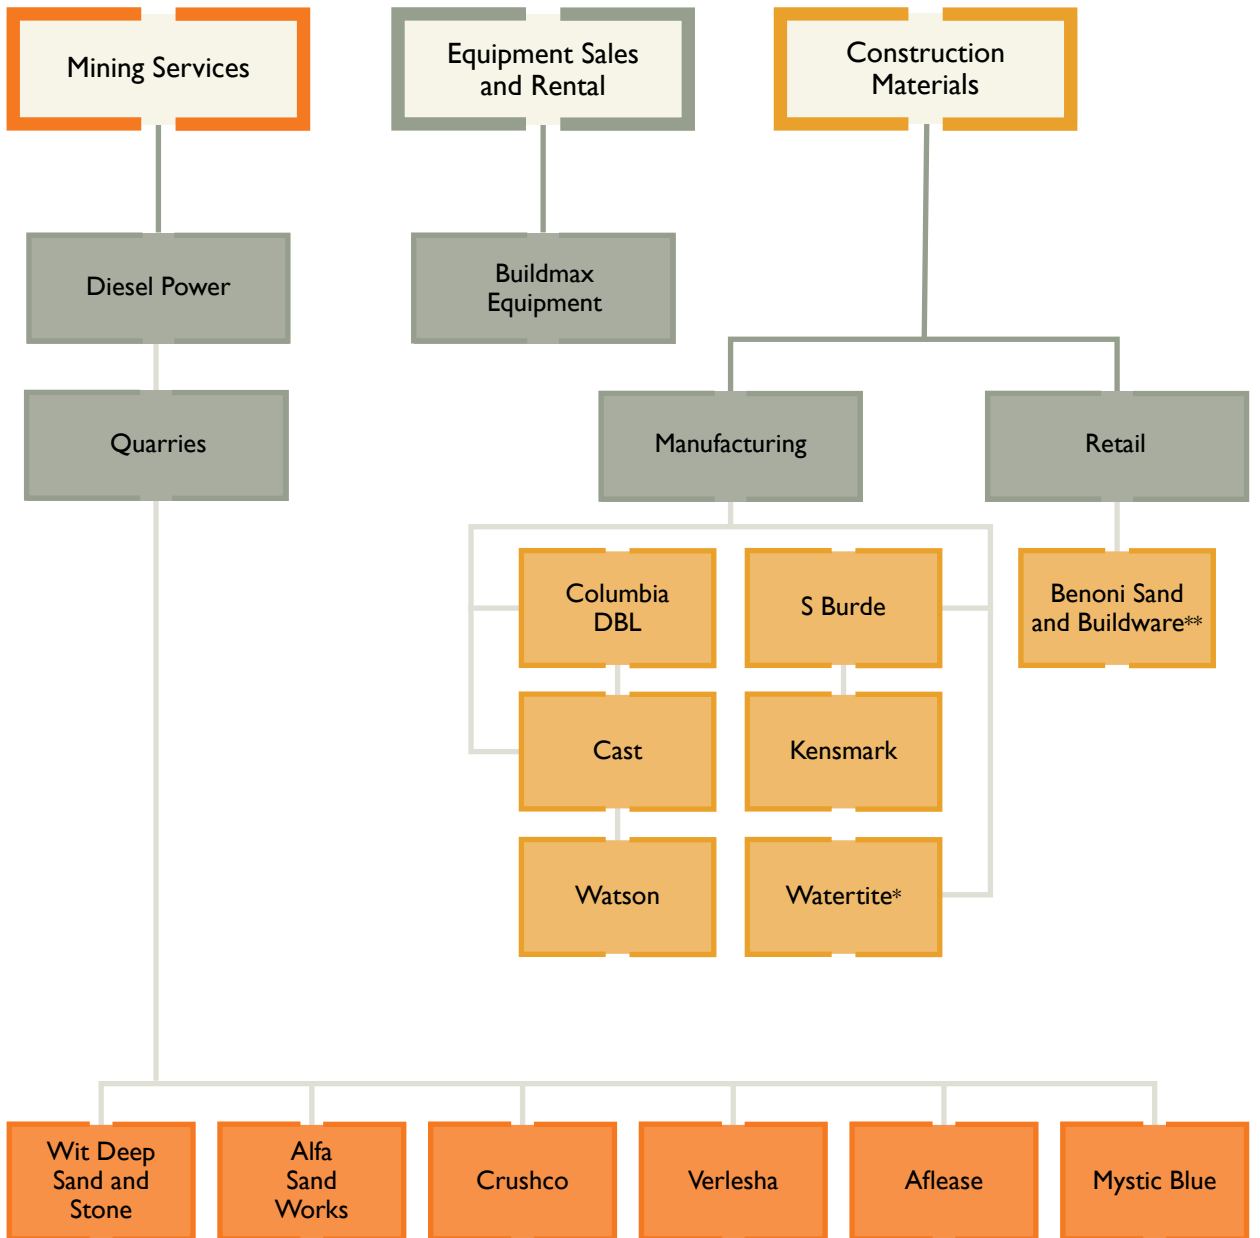 Mining Services
Equipment Sales
and Rental
Construction
Materials
Diesel Power
Buildmax
Equipment
Quarries
Manufacturing
Retail
Columbia
DBL
S Burde
Benoni Sand
and Buildware**
Cast
Kensmark
Watson
Watertite*
Wit Deep
Sand and
Stone
Alfa
Sand
Works
Crushco
Verlesha
Aflease
Mystic Blue